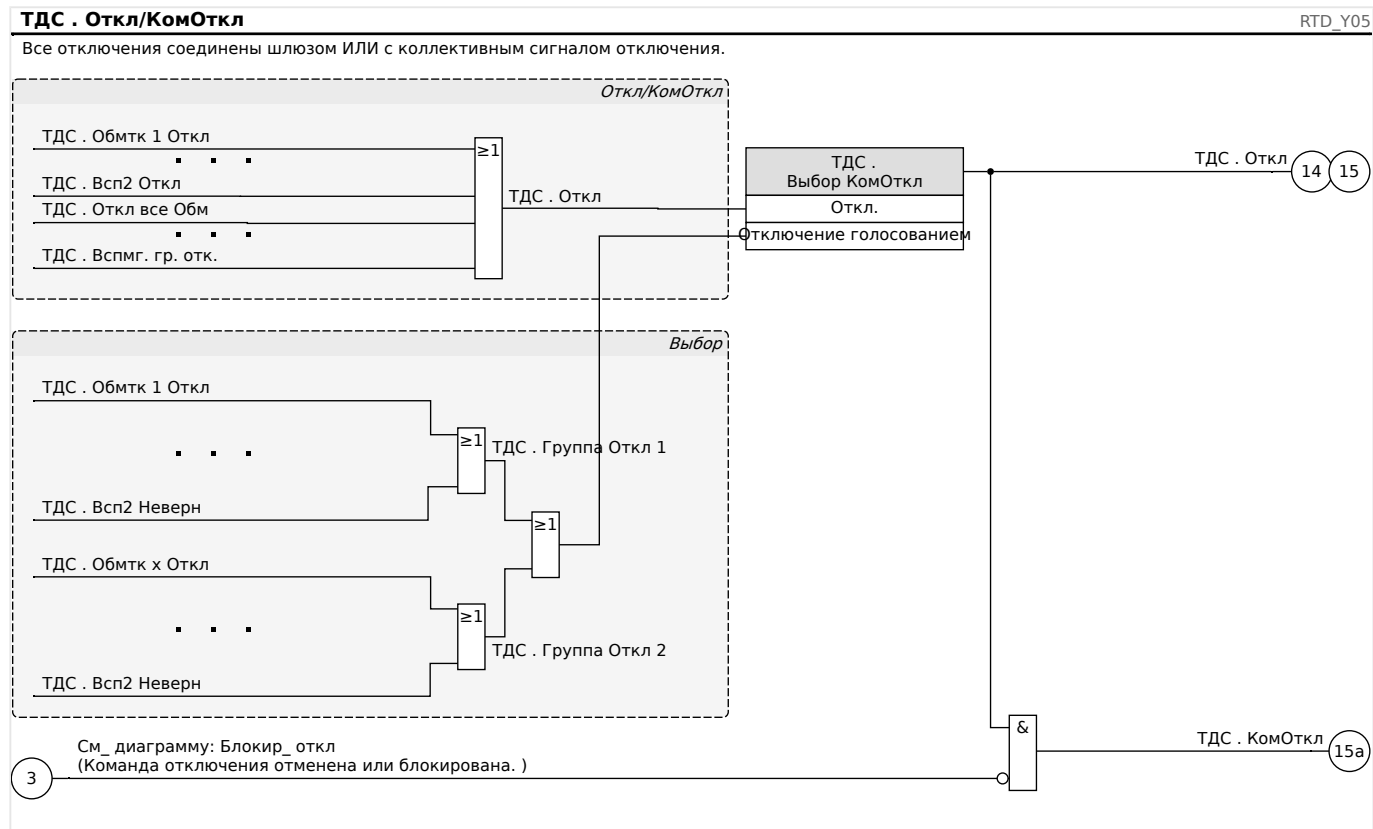 ТДС . Откл/КомОткл
RTD_Y05
Все отключения соединены шлюзом ИЛИ с коллективным сигналом отключения.
Откл/КомОткл
ТДС . Обмтк 1 Откл
. . .
ТДС . Всп2 Откл
ТДС . Откл все Обм
. . .
ТДС . Вспмг. гр. отк.
≥1
ТДС . Откл
ТДС .
Выбор КомОткл
Откл.
Отключение голосованием
ТДС . Откл
14
15
Выбор
ТДС . Обмтк 1 Откл
. . .
≥1
ТДС . Группа Откл 1
ТДС . Всп2 Неверн
≥1
ТДС . Обмтк x Откл
. . .
≥1
ТДС . Группа Откл 2
ТДС . Всп2 Неверн
&
ТДС . КомОткл
15a
См_ диаграмму: Блокир_ откл
(Команда отключения отменена или блокирована. )
3